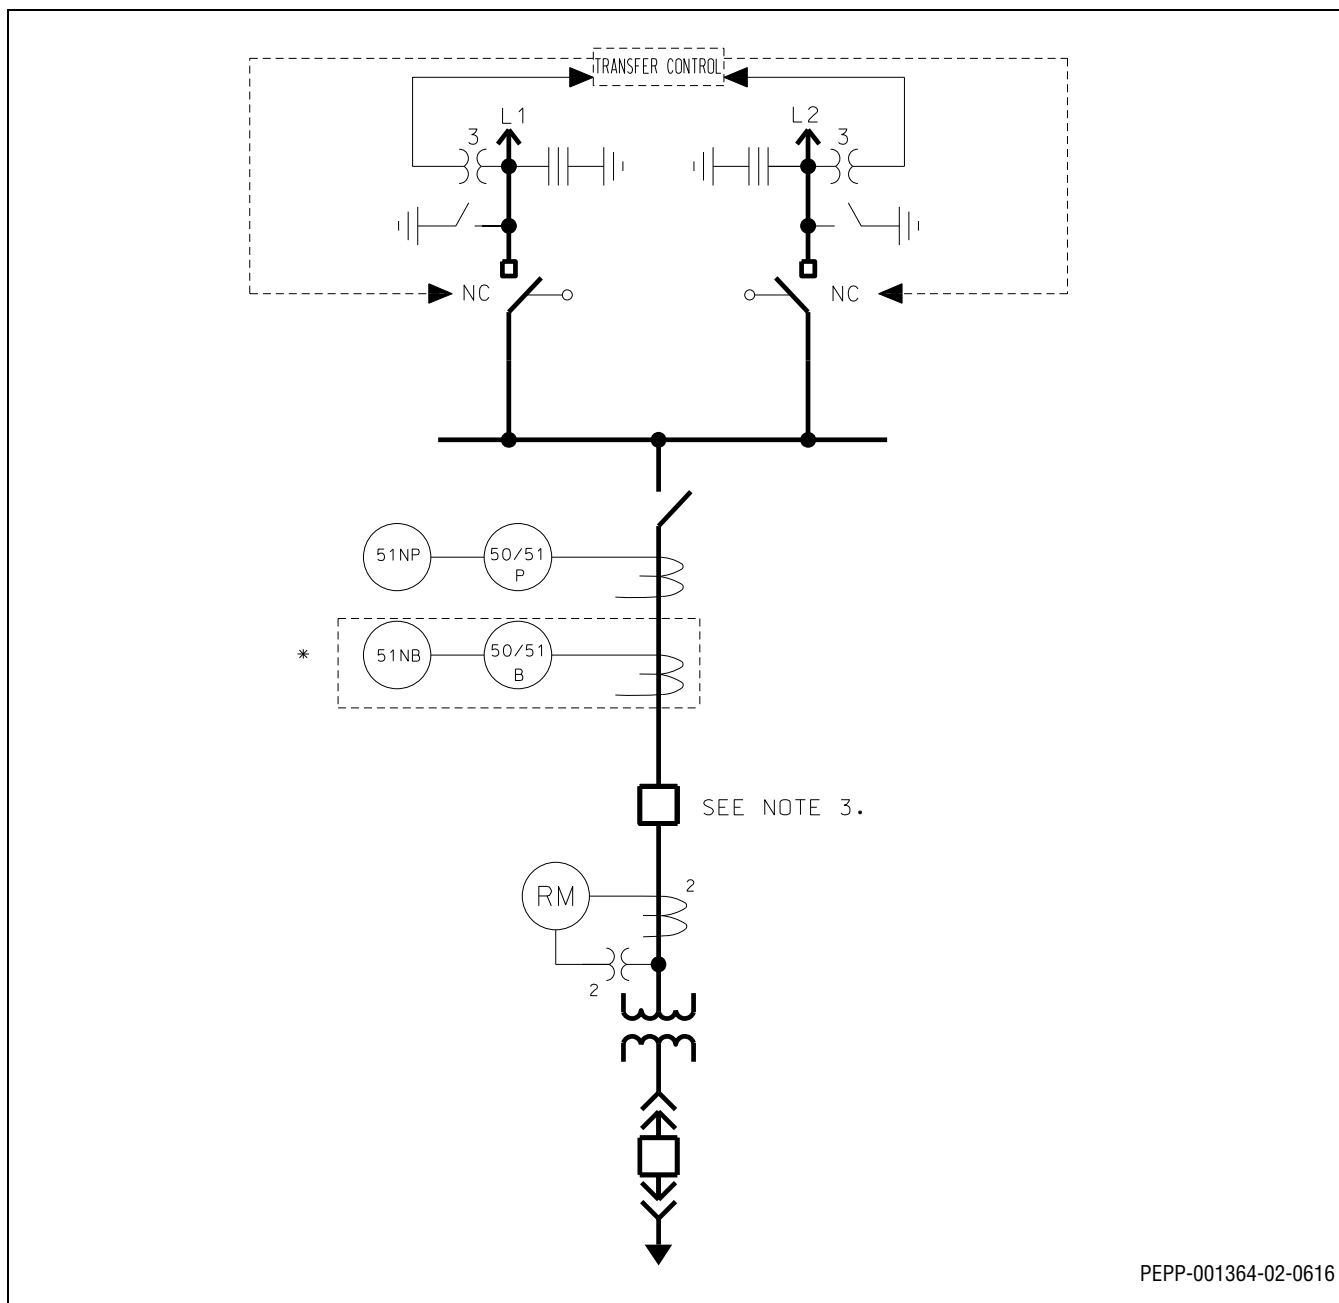 TRANSFER CONTROL
L1
L2
3
3
NC
NC
51NP
50/51
P
*
51NB
50/51
B
SEE NOTE 3.
RM
2
2
PEPP-001364-02-0616